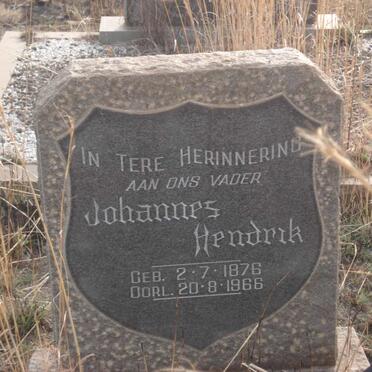 IN TERE HERINNERING
AAN ONS VADER
Johannes
Hendrik
GEB. 2-7-1876
OORL. 20-8-1966